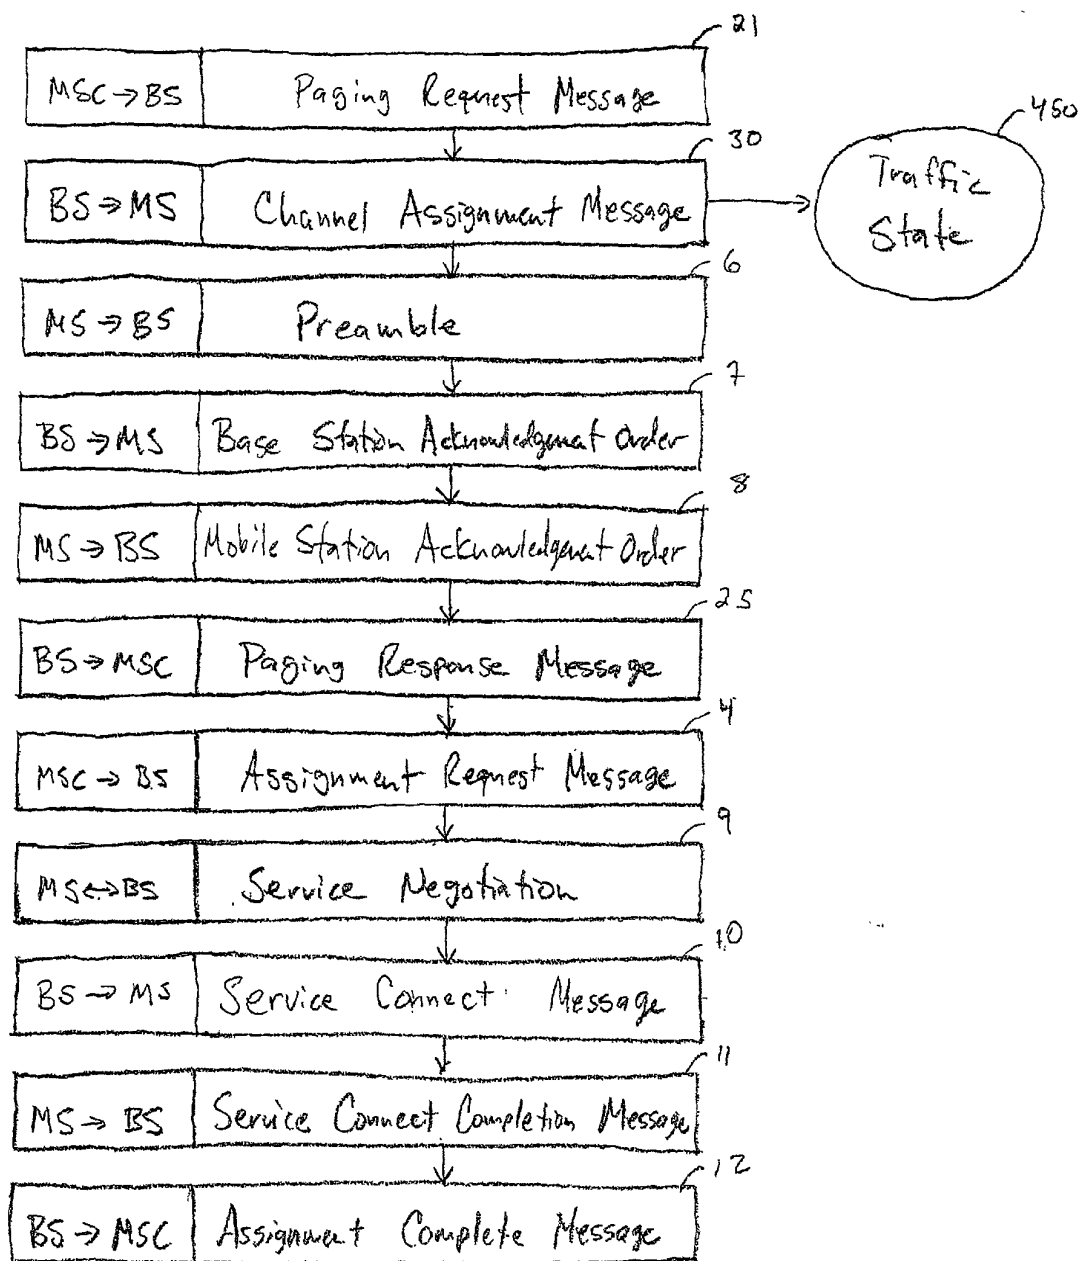 21
MSC→BS Paging Request Message
30
BS→MS Channel Assignment Message
450
Traffic
State
6
MS→BS Preamble
7
BS→MS Base Station Acknowledgment Order
8
MS→BS Mobile Station Acknowledgment Order
25
BS→MSC Paging Response Message
4
MSC→BS Assignment Request Message
9
MS↔BS Service Negotiation
10
BS→MS Service Connect Message
11
MS→BS Service Connect Completion Message
12
BS→MSC Assignment Complete Message